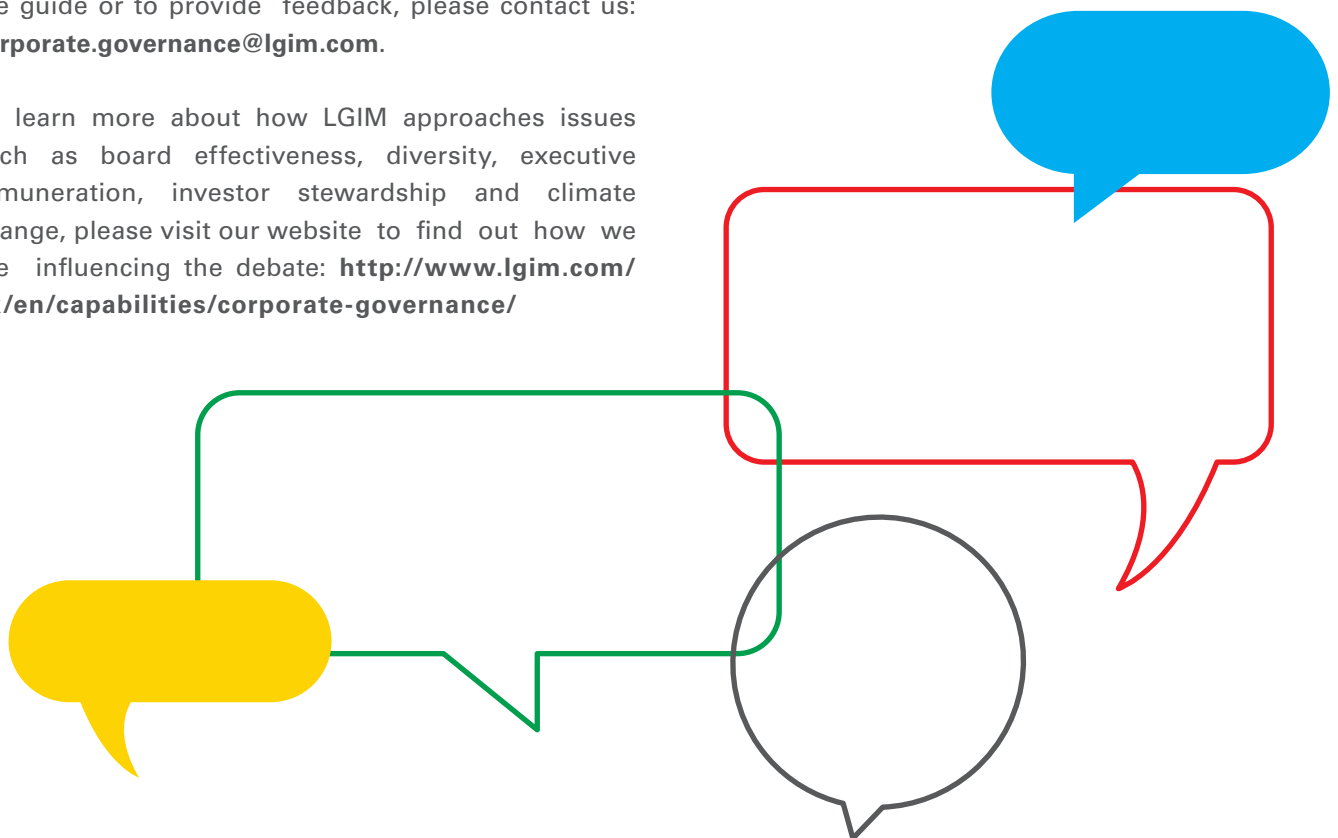 e guide or to provide feedback, please contact us:
rporate.governance@lgim.com.
learn more about how LGIM approaches issues
ch as board effectiveness, diversity, executive
muneration, investor stewardship and climate
ange, please visit our website to find out how we
e influencing the debate: http://www.lgim.com/
/en/capabilities/corporate-governance/